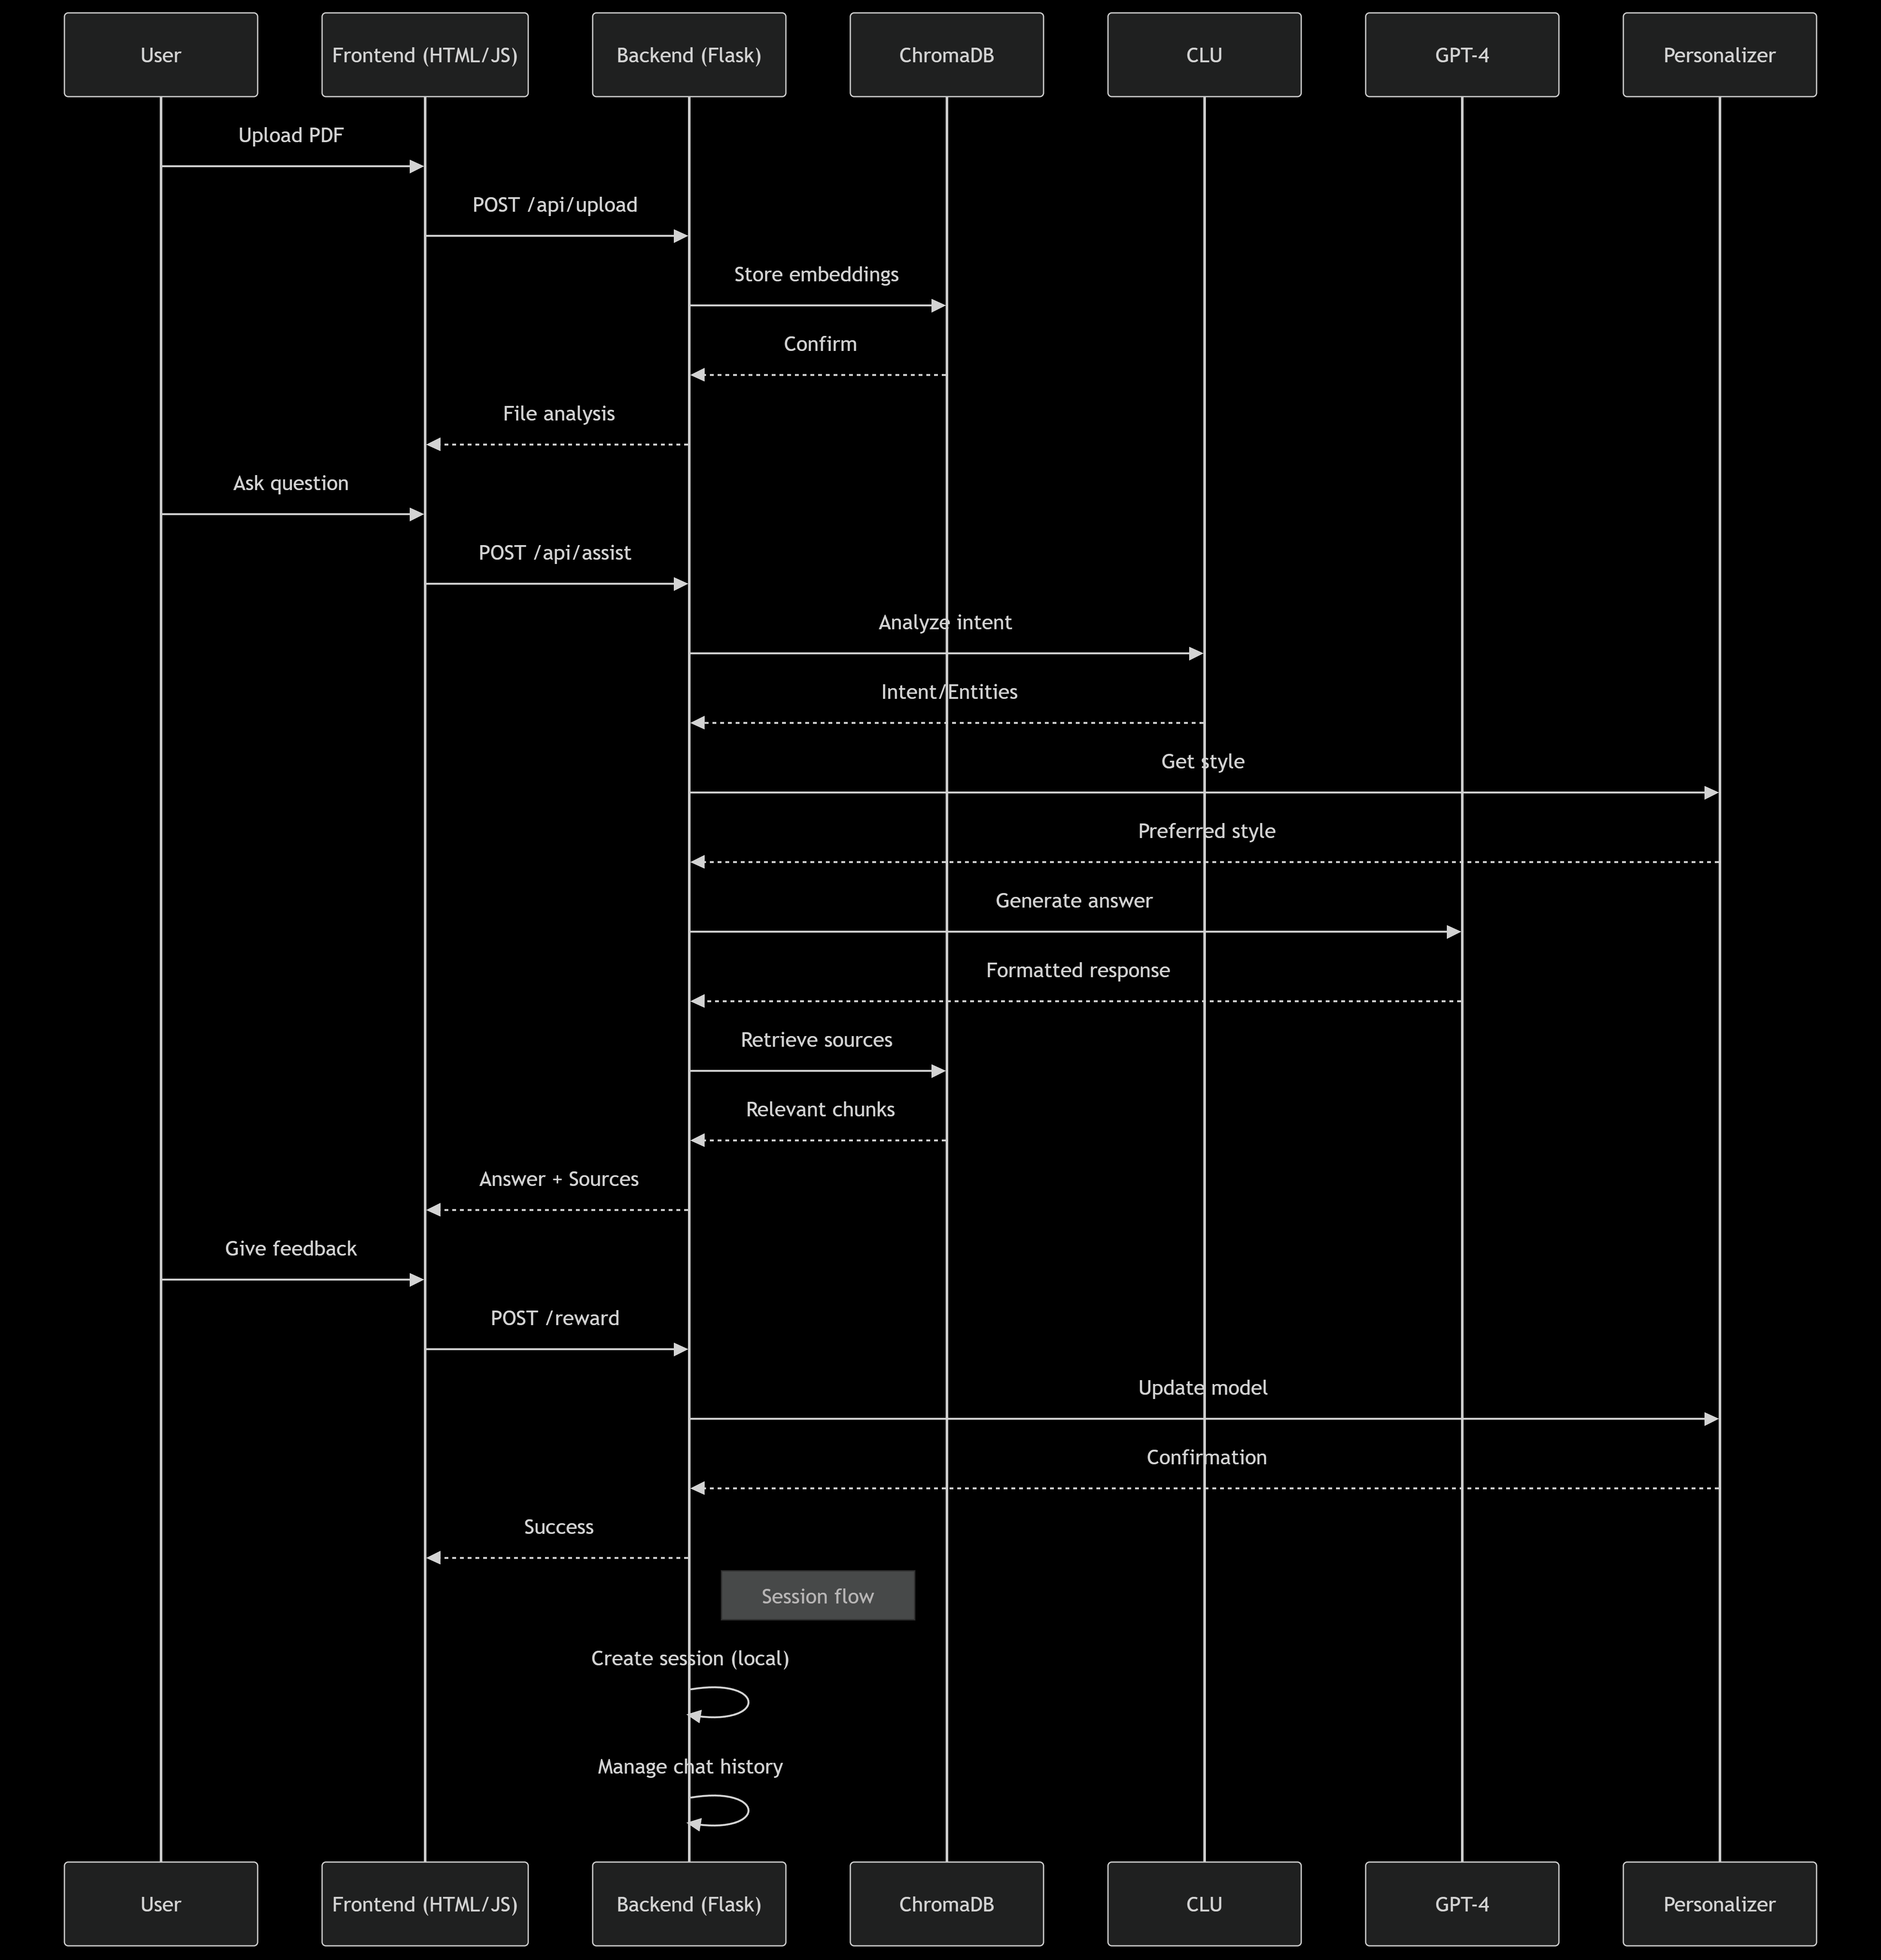 User
Frontend (HTML/JS)
Backend (Flask)
ChromaDB
CLU
GPT-4
Personalizer
Upload PDF
POST /api/upload
Store embeddings
Confirm
File analysis
Ask question
POST /api/assist
Analyze intent
Intent/Entities
Get style
Preferred style
Generate answer
Formatted response
Retrieve sources
Relevant chunks
Answer + Sources
Give feedback
POST /reward
Update model
Confirmation
Success
Session flow
Create session (local)
Manage chat history
User
Frontend (HTML/JS)
Backend (Flask)
ChromaDB
CLU
GPT-4
Personalizer